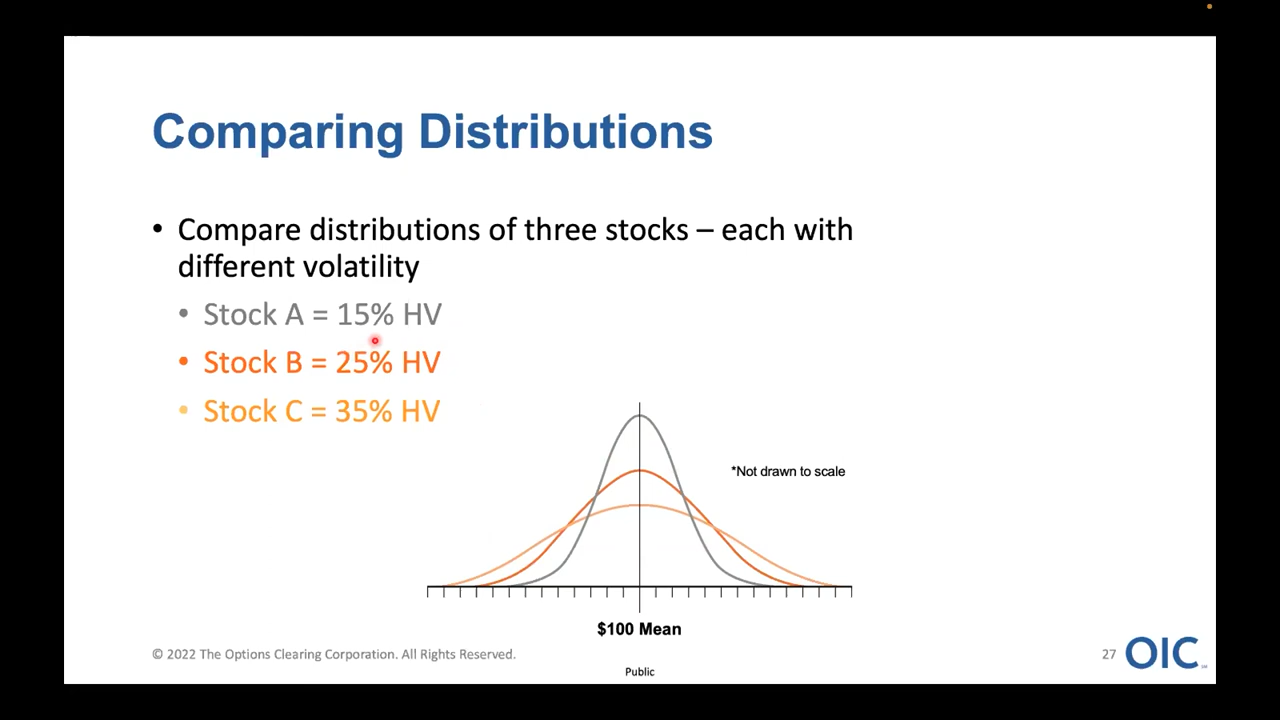 Comparing Distributions
• Compare distributions of three stocks – each with
different volatility
• Stock A = 15% HV
• Stock B = 25% HV
• Stock C = 35% HV
*Not drawn to scale
$100 Mean
© 2022 The Options Clearing Corporation. All Rights Reserved.
27
OIC
Public